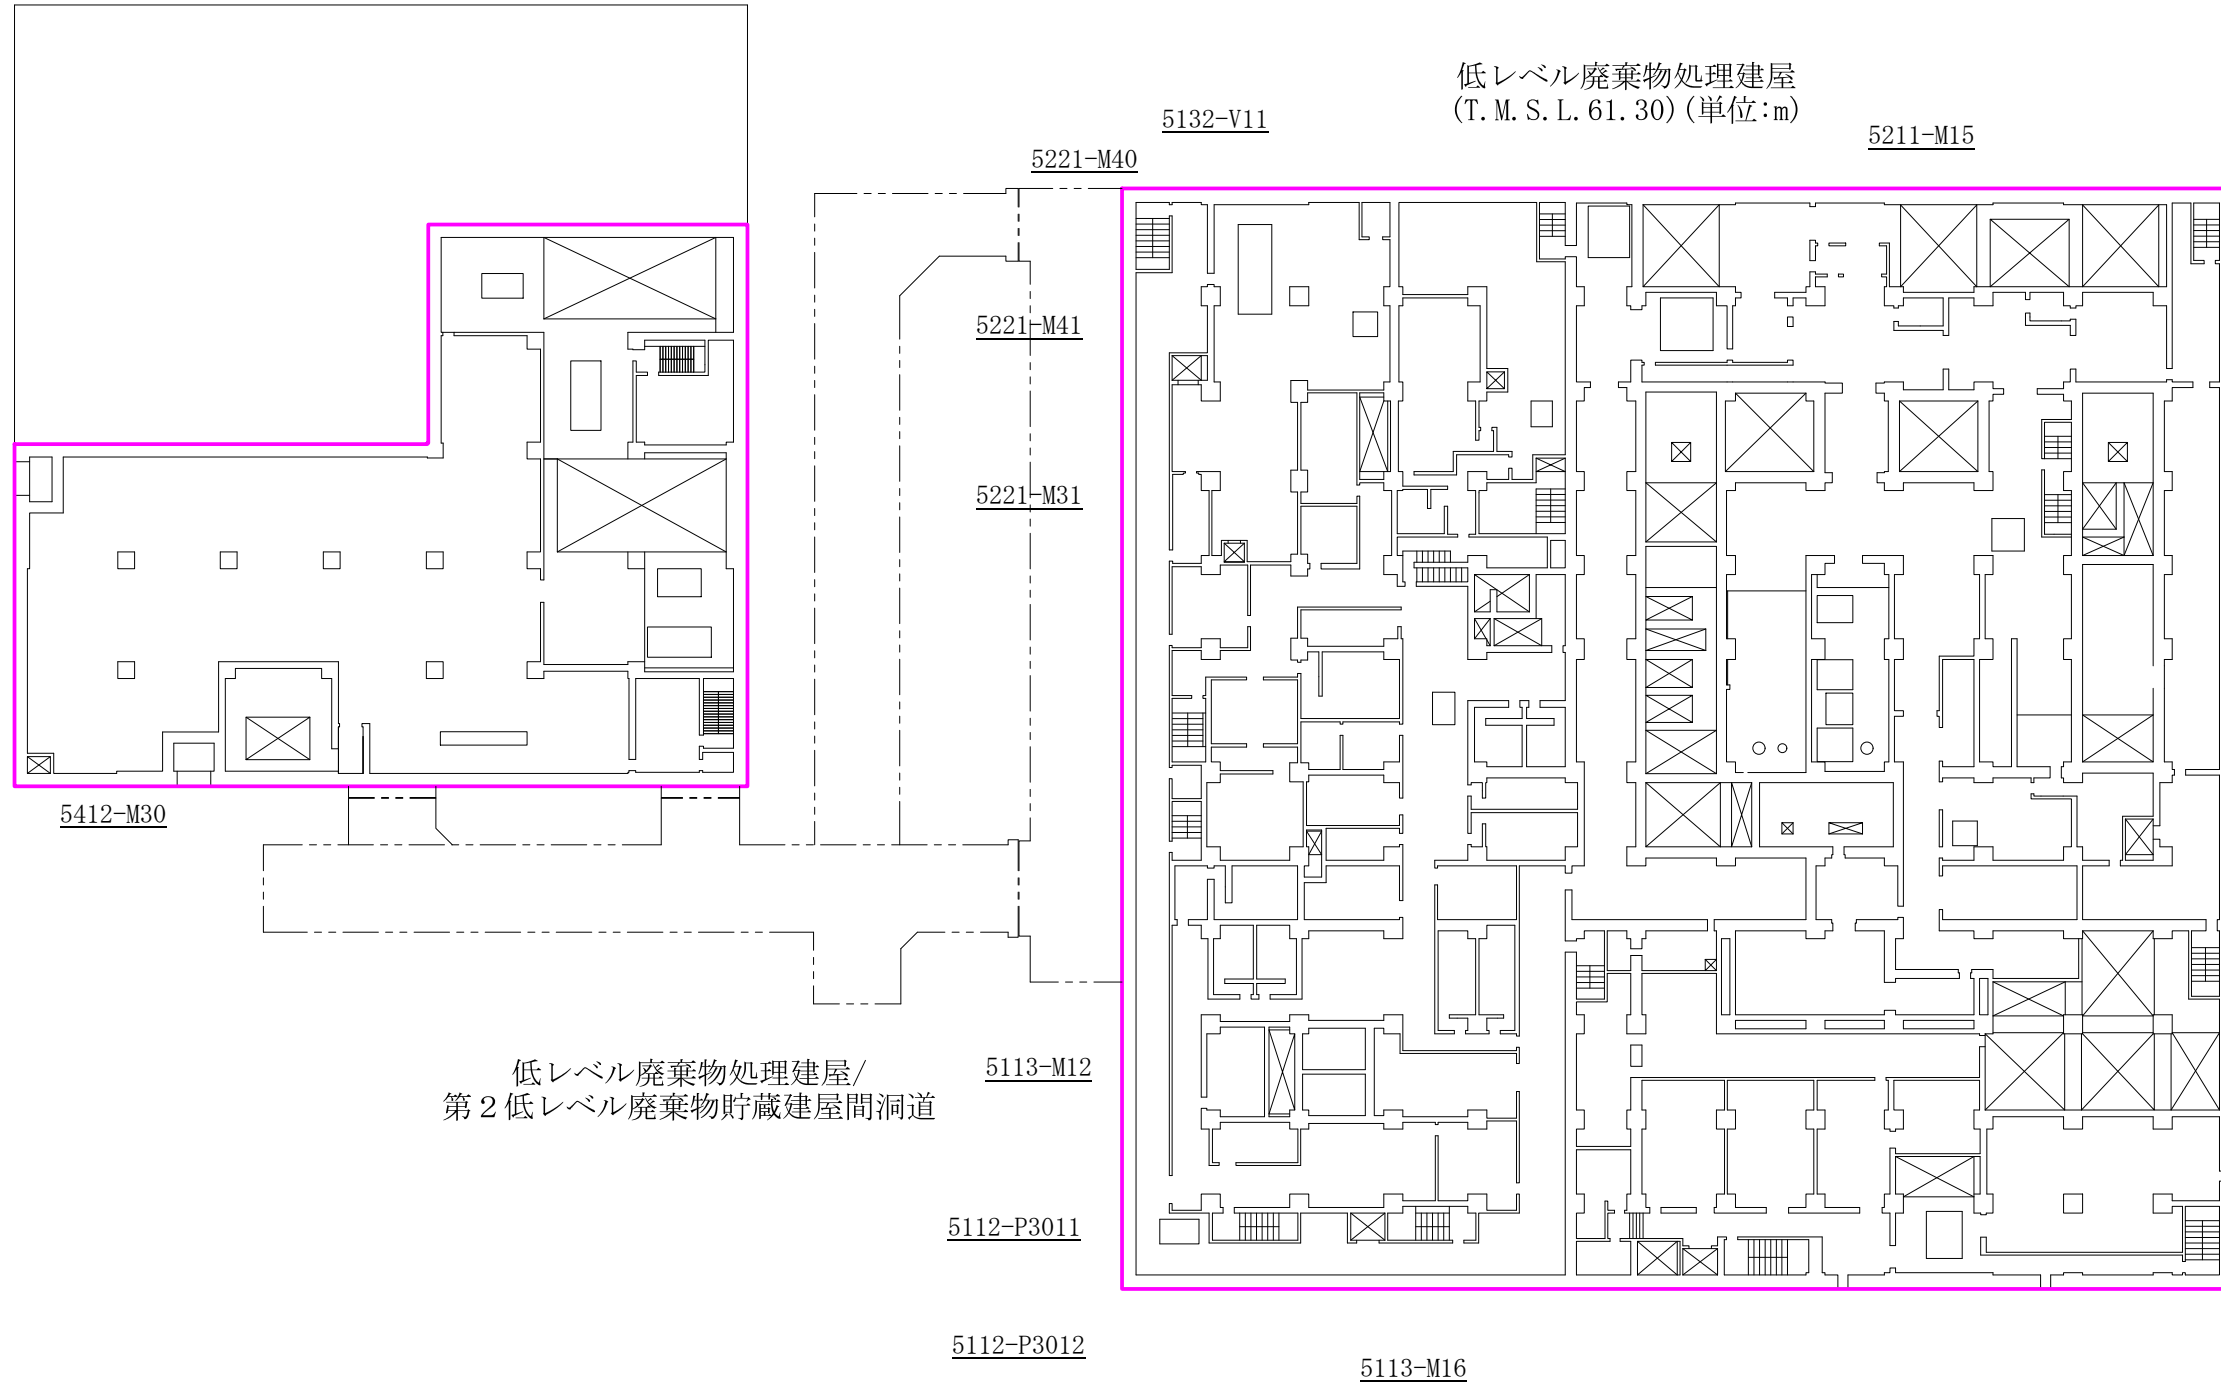 低レベル廃棄物処理建屋
(T.M.S.L.61.30)(単位:m)
5132-V11
5211-M15
5221-M40
5221-M41
5221-M31
5412-M30
低レベル廃棄物処理建屋/
第2低レベル廃棄物貯蔵建屋間洞道
5113-M12
5112-P3011
5112-P3012
5113-M16